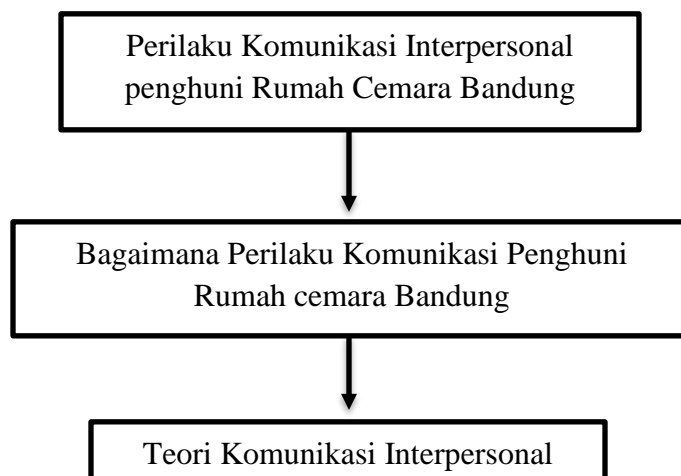 Perilaku Komunikasi Interpersonal
penghuni Rumah Cemara Bandung
Bagaimana Perilaku Komunikasi Penghuni
Rumah cemara Bandung
Teori Komunikasi Interpersonal